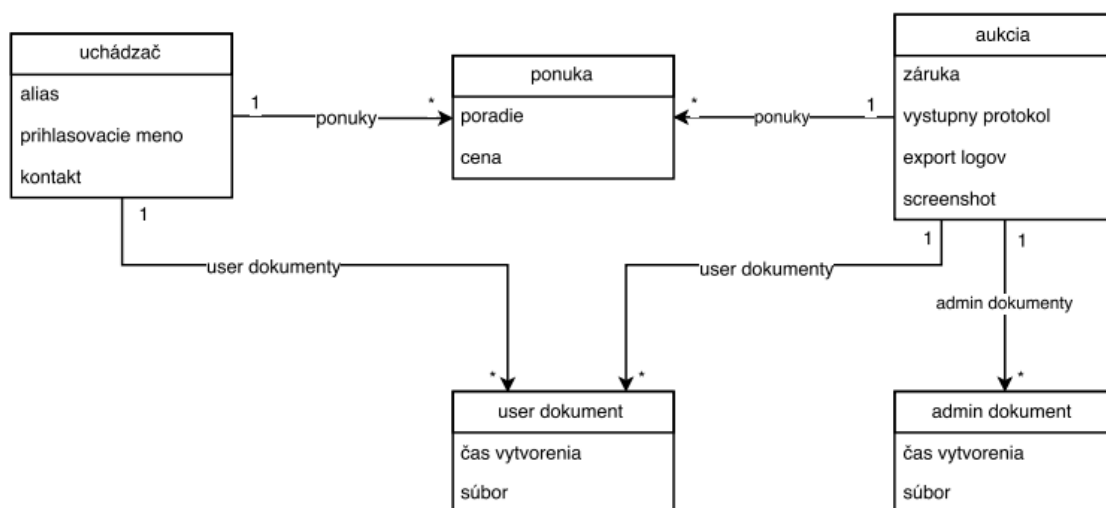 uchádzač
alias
prihlasovacie meno
kontakt
1
ponuky
*
ponuka
poradie
cena
*
ponuky
1
aukcia
záruka
vystupny protokol
export logov
screenshot
1
user dokumenty
*
1
user dokumenty
*
1
admin dokumenty
*
user dokument
čas vytvorenia
súbor
admin dokument
čas vytvorenia
súbor